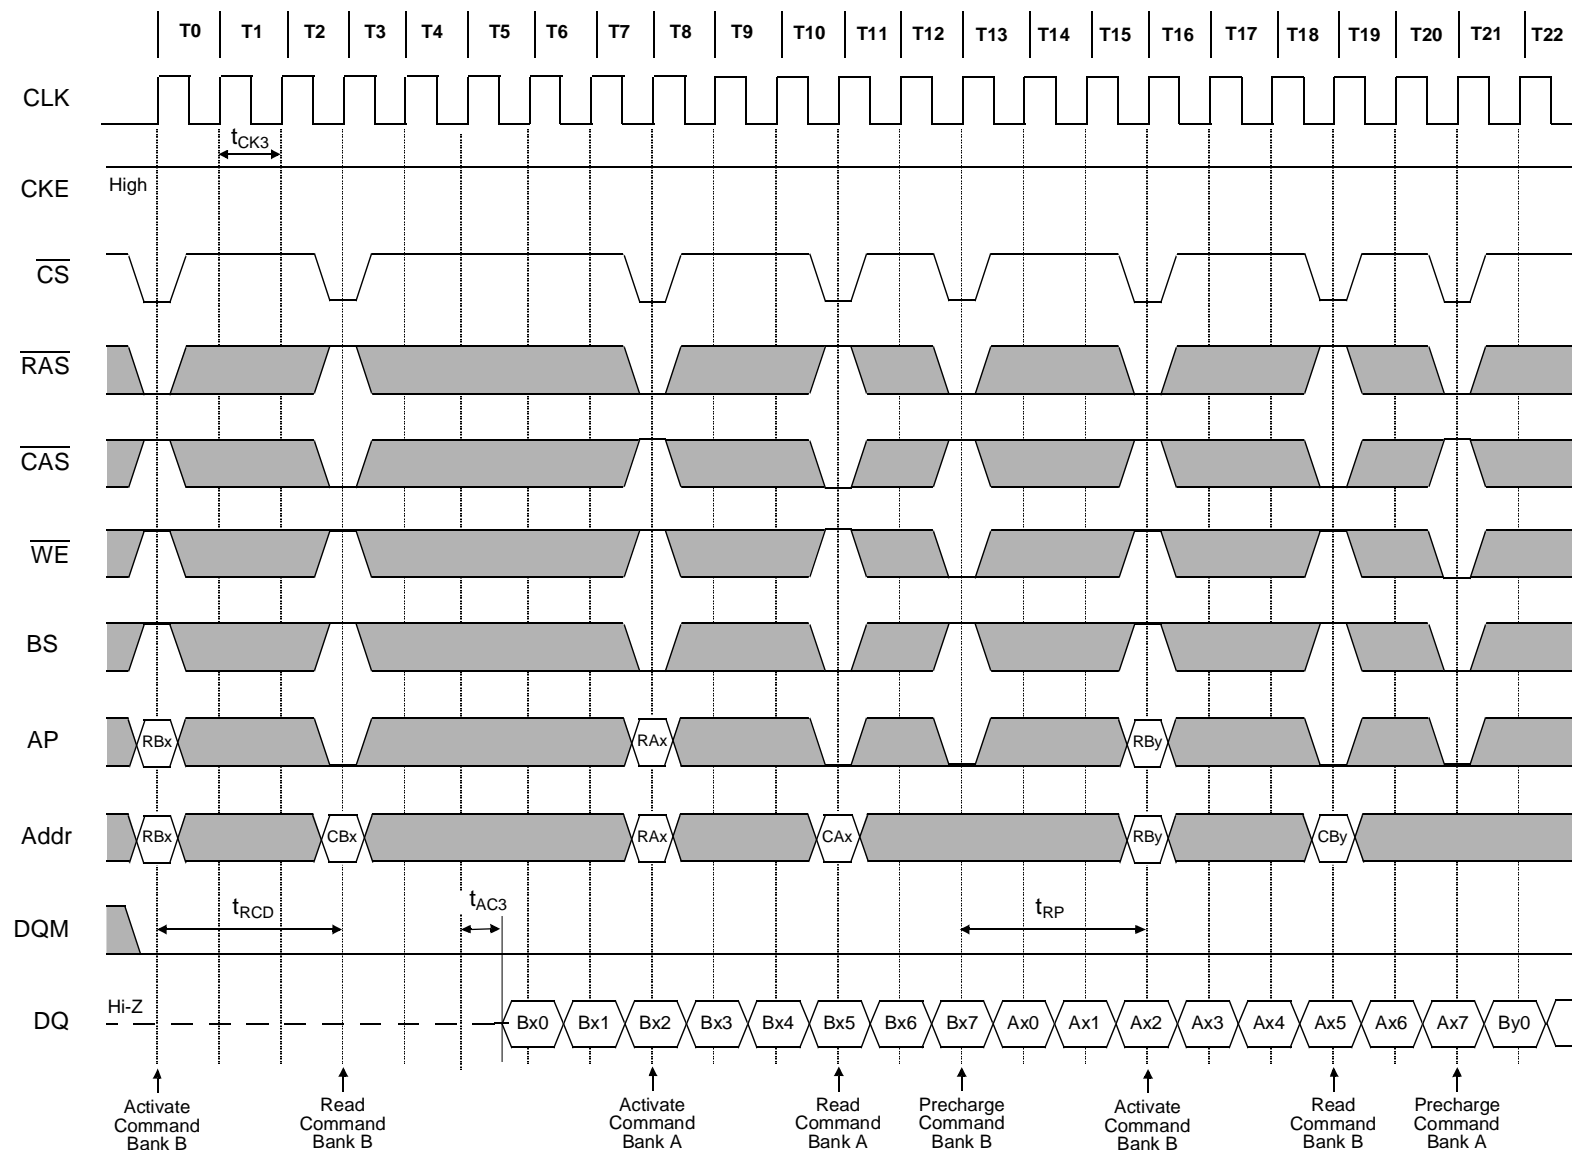 T0 T1 T2 T3 T4 T5 T6 T7 T8 T9 T10 T11 T12 T13 T14 T15 T16 T17 T18 T19 T20 T21 T22
CLK
tCK3
CKE
High
CS
RAS
CAS
WE
BS
AP
RBx RAx RBy
Addr
RBx CBx RAx CAx RBy CBy
DQM
tRCD
tAC3
tRP
DQ
Hi-Z
Bx0 Bx1 Bx2 Bx3 Bx4 Bx5 Bx6 Bx7 Ax0 Ax1 Ax2 Ax3 Ax4 Ax5 Ax6 Ax7 By0
Activate
Command
Bank B
Read
Command
Bank B
Activate
Command
Bank A
Read
Command
Bank A
Precharge
Command
Bank B
Activate
Command
Bank B
Read
Command
Bank B
Precharge
Command
Bank A